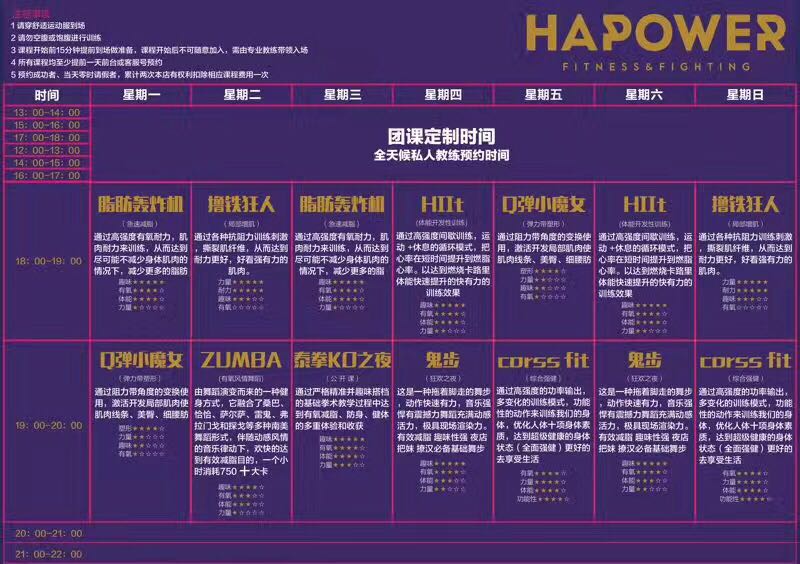 注意事项
1 请穿舒适运动服到场
2 请勿空腹或饱腹进行训练
3 课程开始前15分钟提前到场做准备，课程开始后不可随意加入，需由专业教练带领入场
4 所有课程均至少提前一天前台或客服号预约
5 预约成功者、当天零时请假者，累计两次本店有权利扣除相应课程费用一次
HAPOWER
FITNESS&FIGHTING
时间 星期一 星期二 星期三 星期四 星期五 星期六 星期日
13：00-14：00
15：00-16：00
17：00-18：00
12：00-13：00
14：00-15：00
16：00-17：00
团课定制时间
全天候私人教练预约时间
18：00-19：00
脂肪轰炸机
（急速减脂）
通过高强度有氧耐力，肌
肉耐力来训练，从而达到
尽可能不减少身体肌肉的
情况下，减少更多的脂肪
趣味★★★★★
有氧★★★★☆
体能★★★★☆
力量★☆☆☆☆
撸铁狂人
（局部增肌）
通过各种抗阻力训练刺激
，撕裂肌纤维，从而达到
耐力更好，好看强有力的
肌肉。
力量★★★★★
耐力★★★★★
趣味★★★☆☆
有氧☆☆☆☆☆
脂肪轰炸机
（急速减脂）
通过高强度有氧耐力，肌
肉耐力来训练，从而达到
尽可能不减少身体肌肉的
情况下，减少更多的脂
趣味★★★★★
有氧★★★★☆
体能★★★★☆
力量★☆☆☆☆
HIIt
（体能开发性训练）
通过高强度间歇训练，运
动 +休息的循环模式，把
心率在短时间提升到燃脂
心率。以达到燃烧卡路里
体能快速提升的快有力的
训练效果
趣味★★★★★
有氧★★★★☆
体能★★★★☆
力量★★☆☆☆
Q弹小魔女
（弹力带塑形）
通过阻力带角度的变换使
用，激活开发局部肌肉使
肌肉线条、美臀、细腰肪
塑形★★★★☆
力量★★☆☆☆
趣味★★☆☆☆
有氧★☆☆☆☆
HIIt
（体能开发性训练）
通过高强度间歇训练，运
动 +休息的循环模式，把
心率在短时间提升到燃脂
心率。以达到燃烧卡路里
体能快速提升的快有力的
训练效果
趣味★★★★★
有氧★★★★☆
体能★★★★☆
力量★★☆☆☆
撸铁狂人
（局部增肌）
通过各种抗阻力训练刺激
，撕裂肌纤维，从而达到
耐力更好，好看强有力的
肌肉。
力量★★★★★
耐力★★★★★
趣味★★★☆☆
有氧☆☆☆☆☆
19：00-20：00
Q弹小魔女
（弹力带塑形）
通过阻力带角度的变换使
用，激活开发局部肌肉使
肌肉线条、美臀、细腰肪
塑形★★★★☆
力量★★☆☆☆
趣味★★☆☆☆
有氧★☆☆☆☆
ZUMBA
（有氧风情舞蹈）
由舞蹈演变而来的一种健
身方式，它融合了桑巴、
恰恰、萨尔萨、雷鬼、弗
拉门戈和探戈等多种南美
舞蹈形式，伴随动感风情
的音乐律动下，欢快的达
到有效减脂目的，一个小
时消耗750 十大卡
趣味★★★★★
有氧★★★☆☆
体能★★★☆☆
力量★☆☆☆☆
泰拳KO之夜
（公 开 课）
通过严格精准并趣味搭档
的基础拳术教学过程中达
到有氧减脂、防身、健体
的多重体验和收获
趣味★★★★★
有氧★★★★☆
体能★★★★☆
力量★★☆☆☆
鬼步
（狂欢之夜）
这是一种拖着脚走的舞步
，动作快速有力，音乐强
悍有震撼力舞蹈充满动感
活力，极具现场渲染力。
有效减脂 趣味性强 夜店
把妹 撩汉必备基础舞步
趣味★★★★★
有氧★★★★☆
体能★★★☆☆
力量★★☆☆☆
corss fit
（综合强健）
通过高强度的功率输出，
多变化的训练模式，功能
性的动作来训练我们的身
体，优化人体十项身体素
质，达到超级健康的身体
状态（全面强健）更好的
去享受生活
趣味★★★★☆
有氧★★★★☆
体能★★★★☆
力量★★★★☆
功能性★★★★☆
鬼步
（狂欢之夜）
这是一种拖着脚走的舞步
，动作快速有力，音乐强
悍有震撼力舞蹈充满动感
活力，极具现场渲染力。
有效减脂 趣味性强 夜店
把妹 撩汉必备基础舞步
趣味★★★★★
有氧★★★★☆
体能★★★☆☆
力量★★☆☆☆
corss fit
（综合强健）
通过高强度的功率输出，
多变化的训练模式，功能
性的动作来训练我们的身
体，优化人体十项身体素
质，达到超级健康的身体
状态（全面强健）更好的
去享受生活
趣味★★★★☆
有氧★★★★☆
体能★★★★☆
力量★★★★☆
功能性★★★★☆
20：00-21：00
21：00-22：00